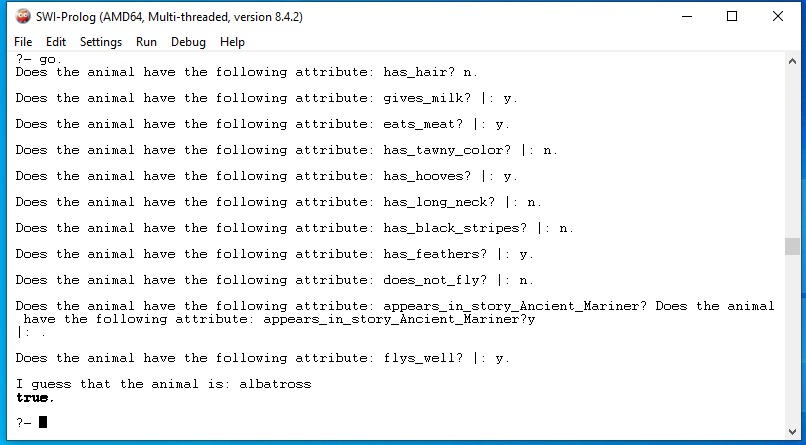 SWI-Prolog (AMD64, Multi-threaded, version 8.4.2)
File Edit Settings Run Debug Help
?- go.
Does the animal have the following attribute: has_hair? n.
Does the animal have the following attribute: gives_milk? |: y.
Does the animal have the following attribute: eats_meat? |: y.
Does the animal have the following attribute: has_tawny_color? |: n.
Does the animal have the following attribute: has_hooves? |: y.
Does the animal have the following attribute: has_long_neck? |: n.
Does the animal have the following attribute: has_black_stripes? |: n.
Does the animal have the following attribute: has_feathers? |: y.
Does the animal have the following attribute: does_not_fly? |: n.
Does the animal have the following attribute: appears_in_story_Ancient_Mariner? Does the animal
have the following attribute: appears_in_story_Ancient_Mariner?y
|: .
Does the animal have the following attribute: flys_well? |: y.
I guess that the animal is: albatross
true.
?-